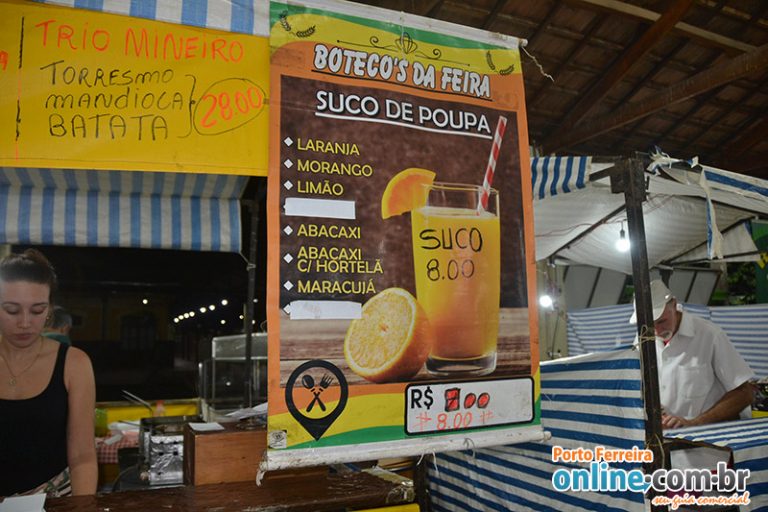 TRIO MINEIRO
TORRESMO
MANDIOCA
BATATA
28.00
BOTECO'S DA FEIRA
SUCO DE POUPA
LARANJA
MORANGO
LIMÃO
ABACAXI
ABACAXI
C/ HORTELÃ
MARACUJÁ
SUCO
8.00
R$
8.00
Porto Ferreira
online.com.br
seu guia comercial